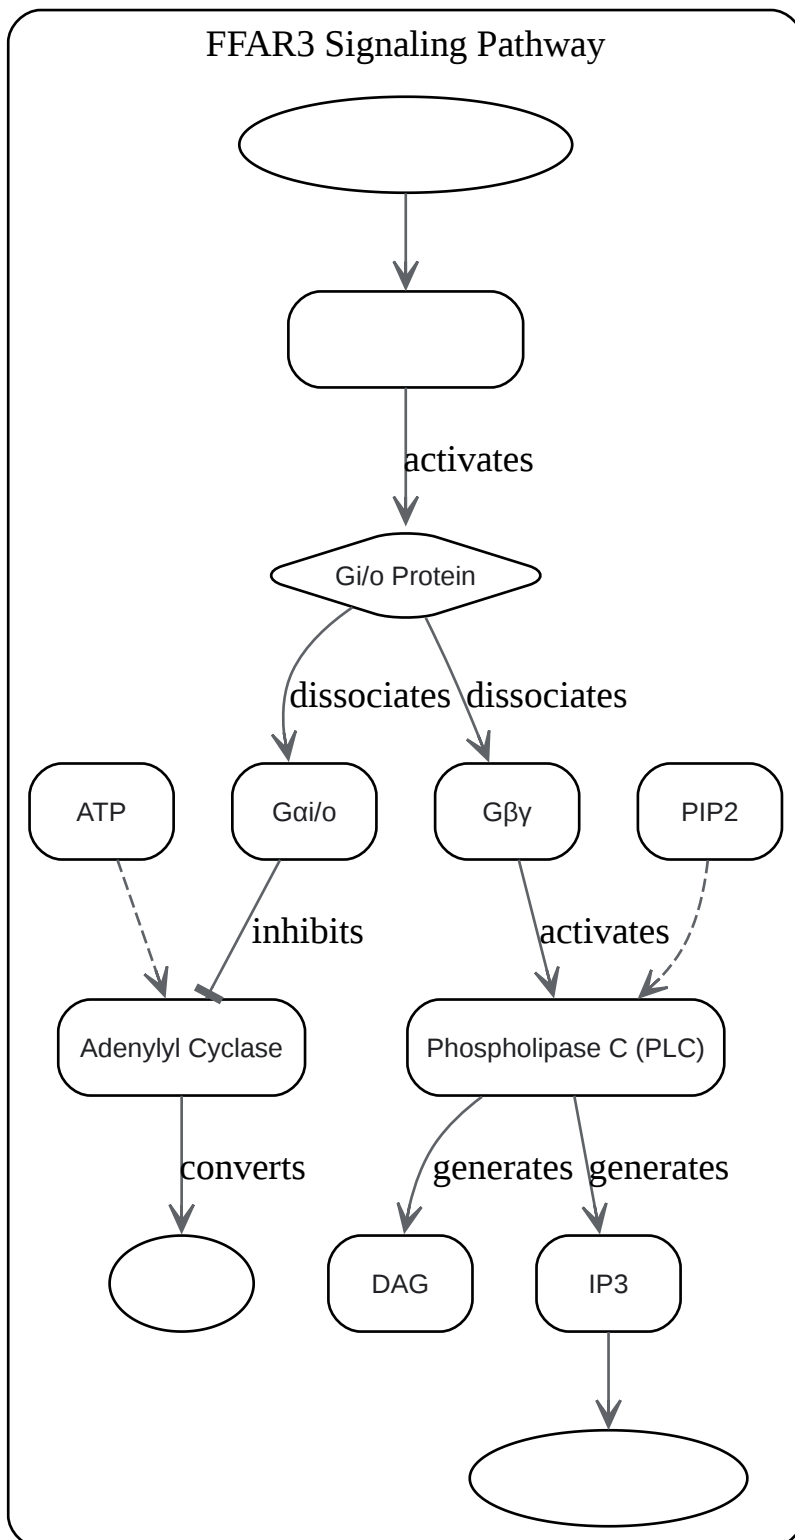 FFAR3 Signaling Pathway
activates
Gi/o Protein
dissociates dissociates
ATP Gαi/o Gβγ PIP2
inhibits activates
Adenylyl Cyclase Phospholipase C (PLC)
converts generates generates
DAG IP3